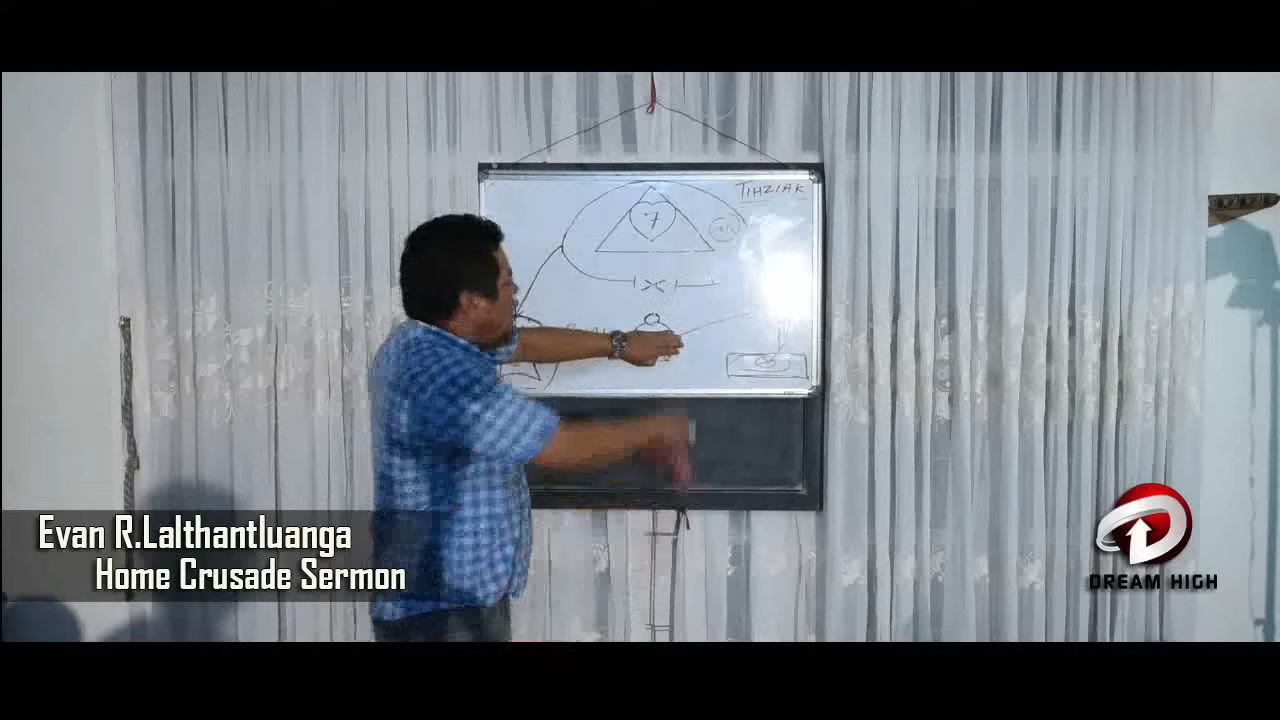 TIHZIAK
7
X
Evan R.Lalthantluanga
Home Crusade Sermon
DREAM HIGH